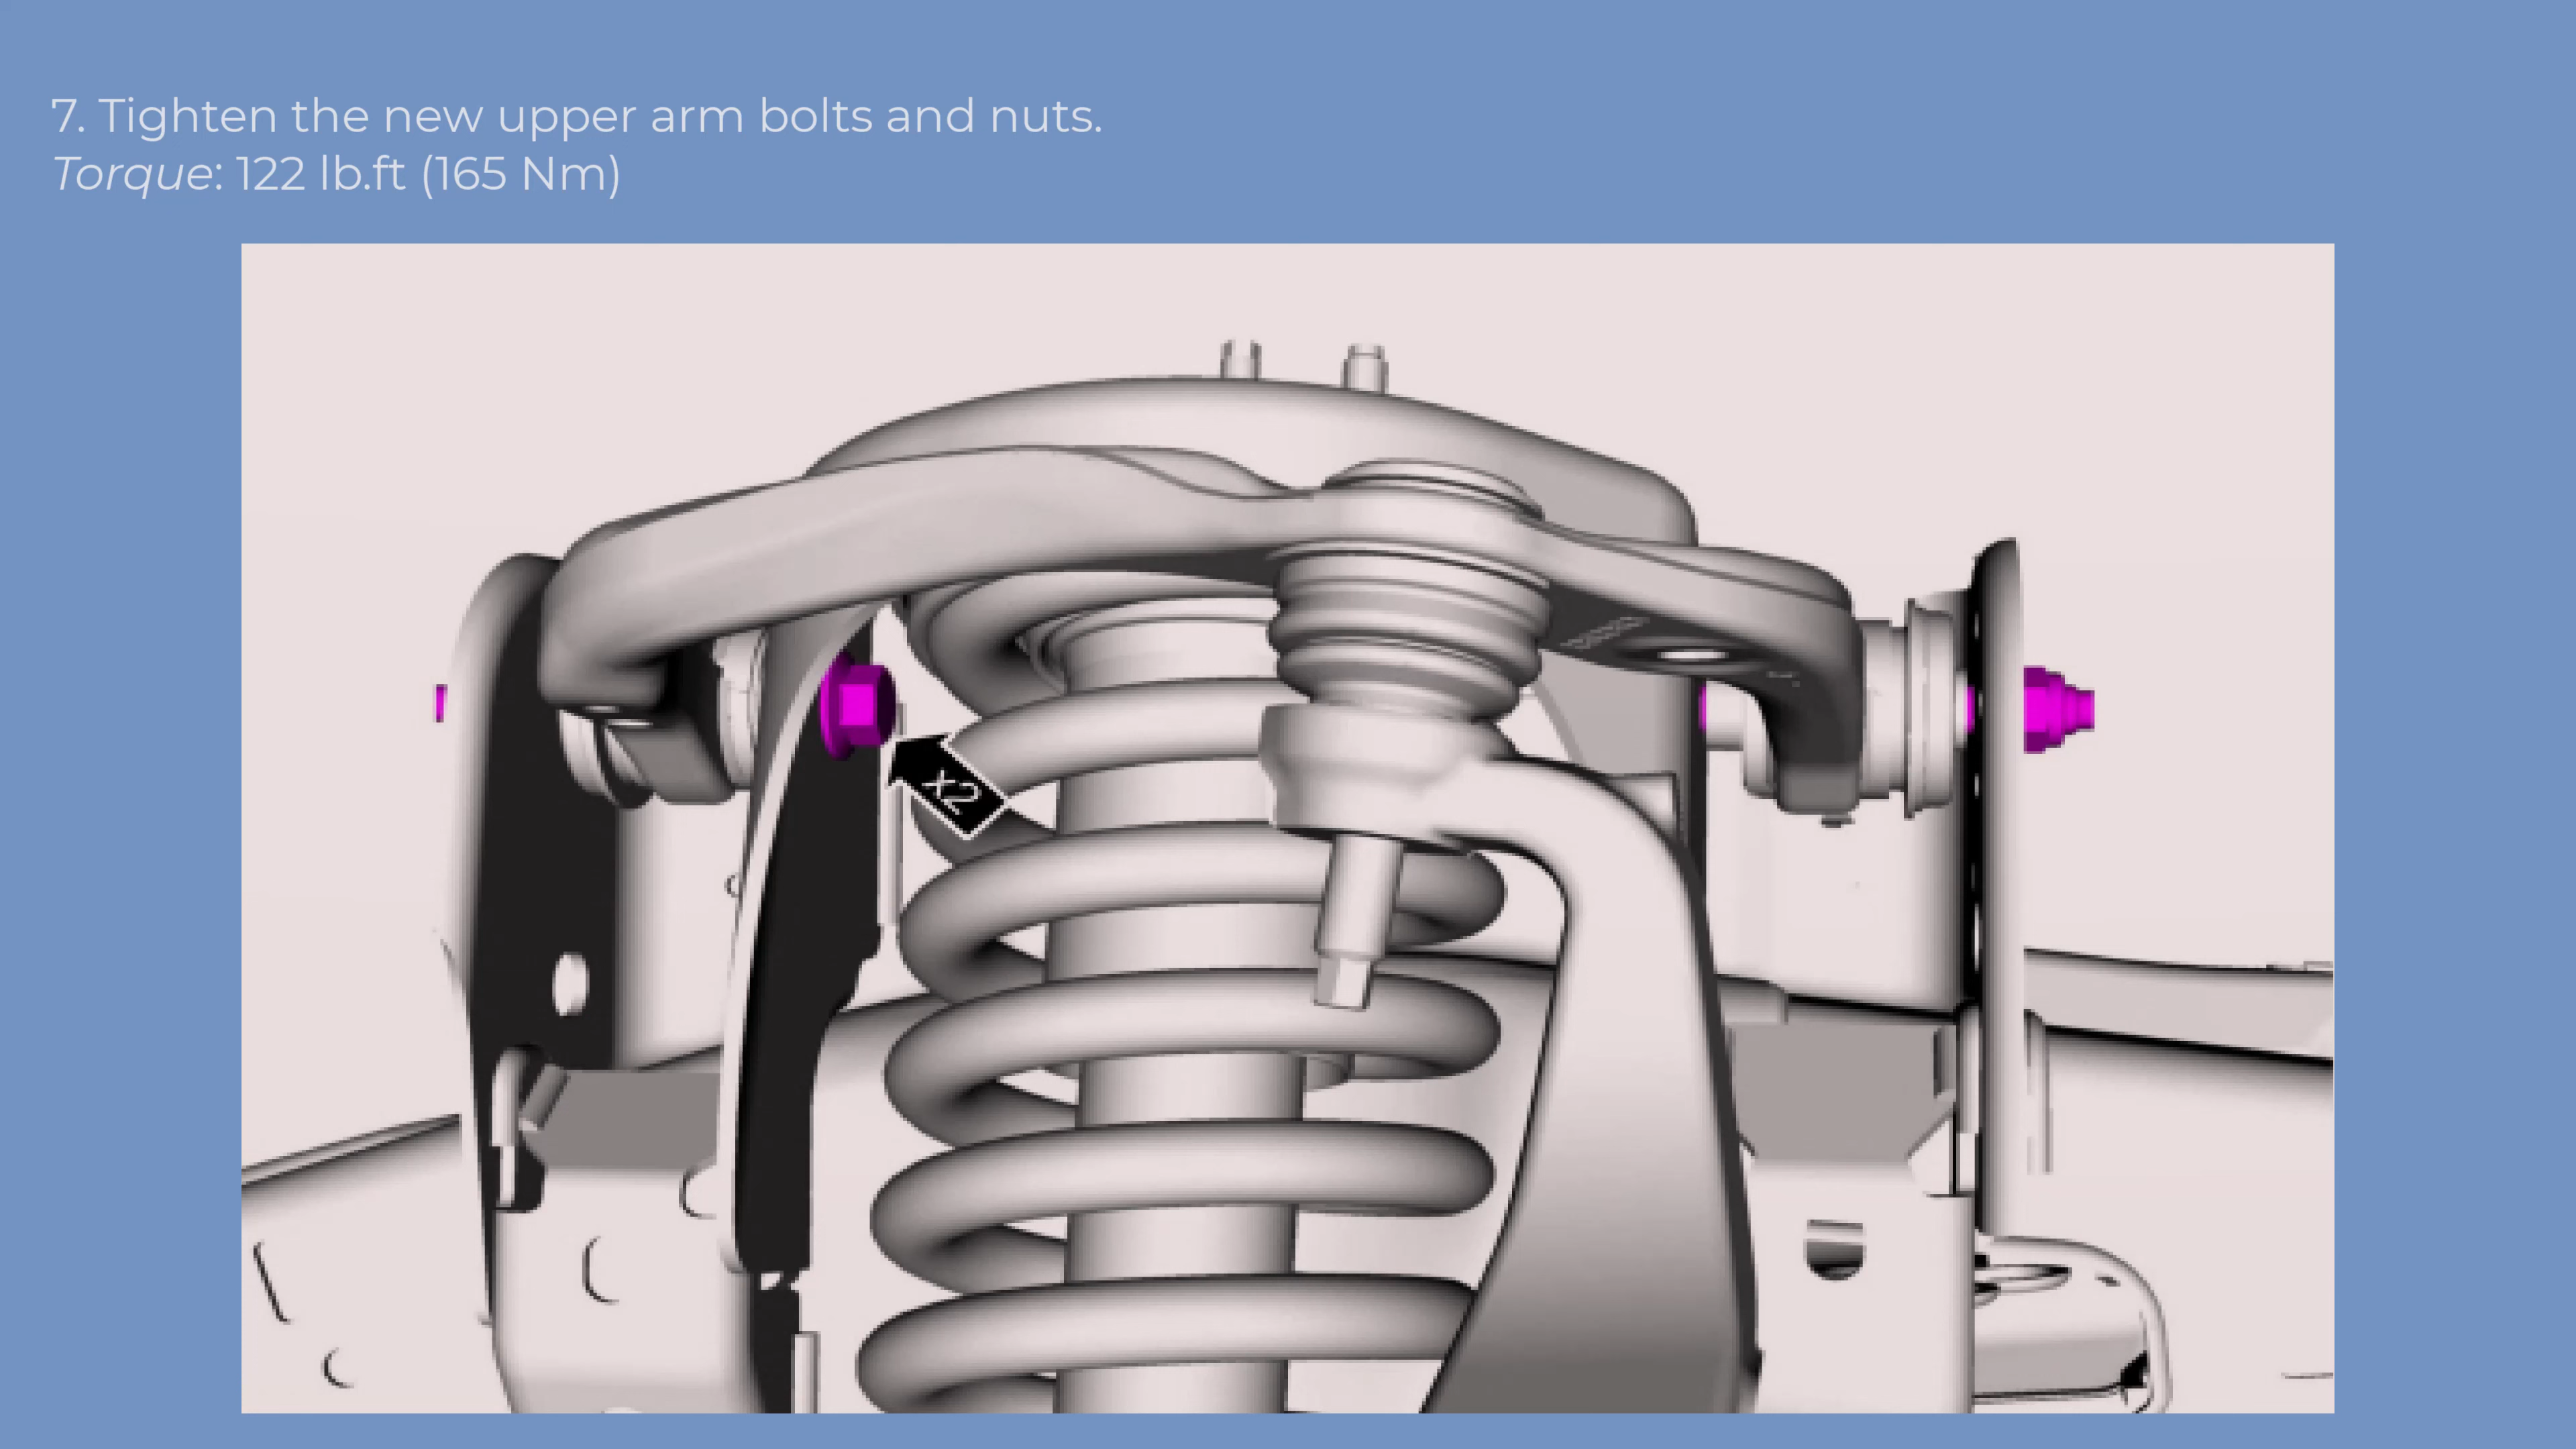 7. Tighten the new upper arm bolts and nuts.
Torque: 122 lb.ft (165 Nm)
x2